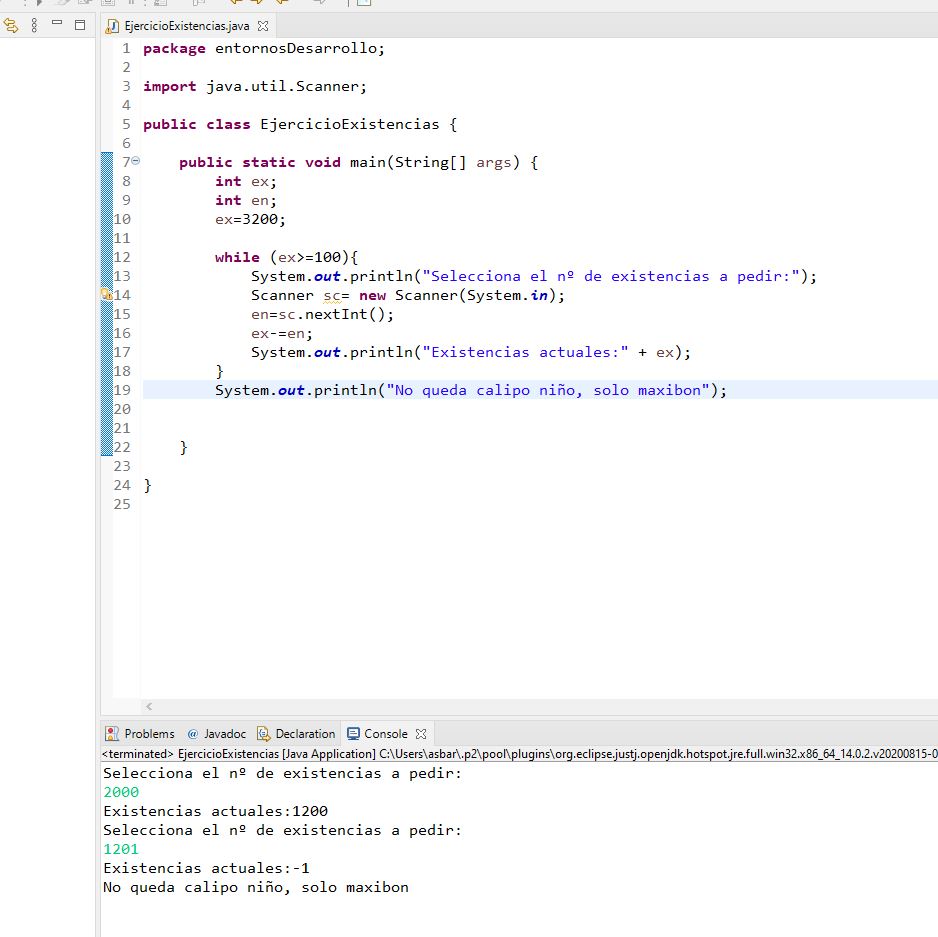 EjercicioExistencias.java
1 package entornosDesarrollo;
2
3 import java.util.Scanner;
4
5 public class EjercicioExistencias {
6
7 public static void main(String[] args) {
8 int ex;
9 int en;
10 ex=3200;
11
12 while (ex>=100){
13 System.out.println("Selecciona el nº de existencias a pedir:");
14 Scanner sc= new Scanner(System.in);
15 en=sc.nextInt();
16 ex-=en;
17 System.out.println("Existencias actuales:" + ex);
18 }
19 System.out.println("No queda calipo niño, solo maxibon");
20
21
22 }
23
24 }
25
Problems @ Javadoc Declaration Console
<terminated> EjercicioExistencias [Java Application] C:\Users\asbar\.p2\pool\plugins\org.eclipse.justj.openjdk.hotspot.jre.full.win32.x86_64_14.0.2.v20200815-0
Selecciona el nº de existencias a pedir:
2000
Existencias actuales:1200
Selecciona el nº de existencias a pedir:
1201
Existencias actuales:-1
No queda calipo niño, solo maxibon